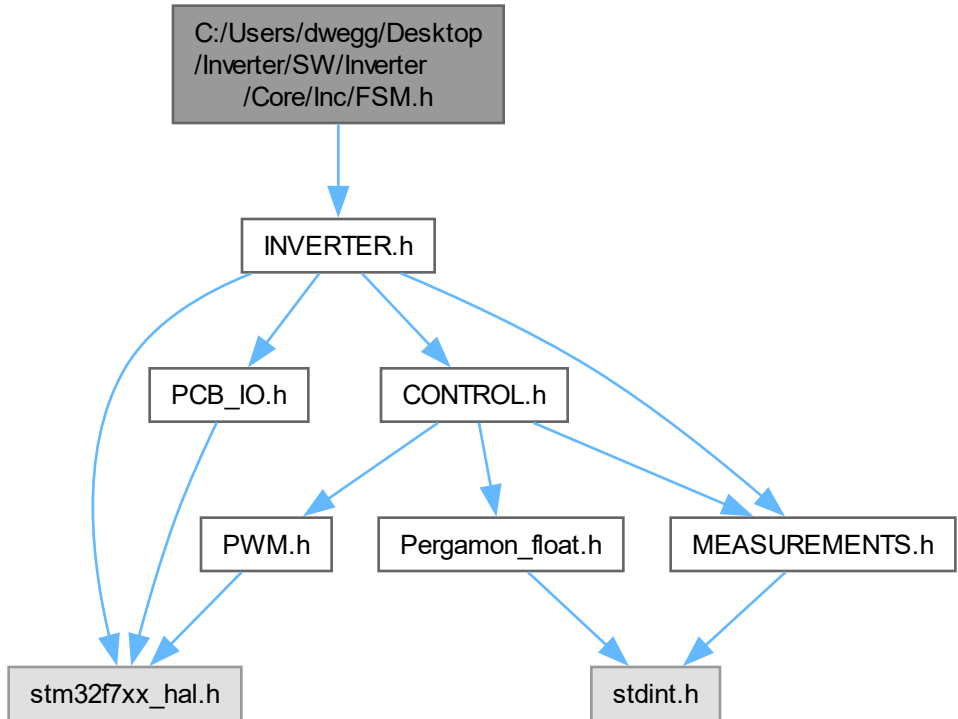 C:/Users/dwegg/Desktop
/Inverter/SW/Inverter
/Core/Inc/FSM.h
INVERTER.h
PCB_IO.h
CONTROL.h
PWM.h
Pergamon_float.h
MEASUREMENTS.h
stm32f7xx_hal.h
stdint.h